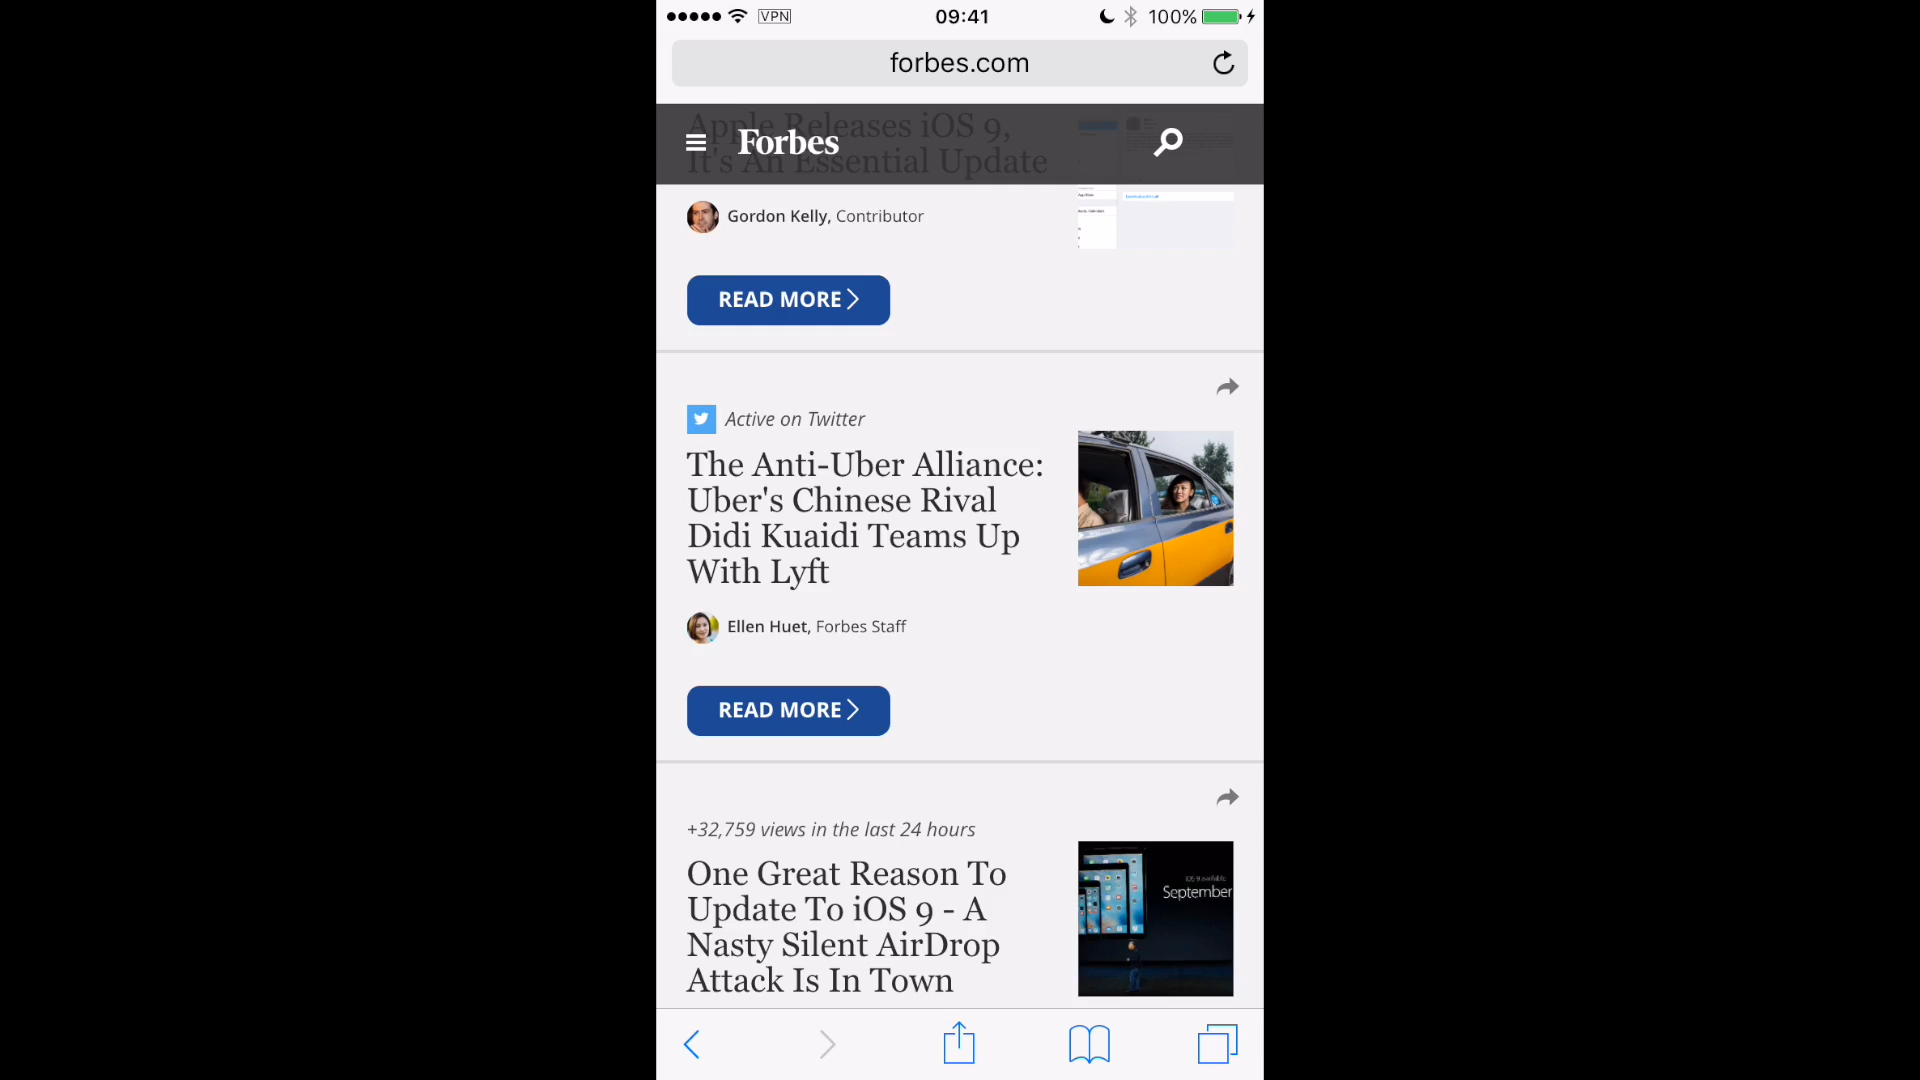 VPN
09:41
100%
forbes.com
Apple Releases iOS 9,
Forbes
It's An Essential Update
Gordon Kelly, Contributor
READ MORE
Active on Twitter
The Anti-Uber Alliance:
Uber's Chinese Rival
Didi Kuaidi Teams Up
With Lyft
Ellen Huet, Forbes Staff
READ MORE
+32,759 views in the last 24 hours
One Great Reason To
Update To iOS 9 - A
Nasty Silent AirDrop
Attack Is In Town
iOS 9 available
September